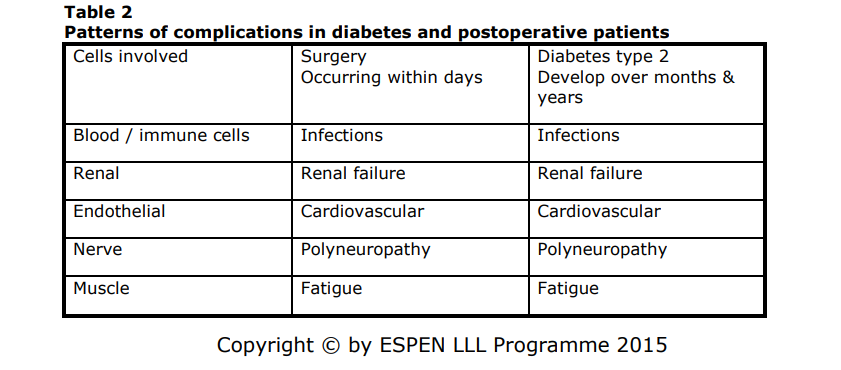 Table 2
Patterns of complications in diabetes and postoperative patients
Cells involved
Surgery
Occurring within days
Diabetes type 2
Develop over months &
years
Blood / immune cells
Infections
Infections
Renal
Renal failure
Renal failure
Endothelial
Cardiovascular
Cardiovascular
Nerve
Polyneuropathy
Polyneuropathy
Muscle
Fatigue
Fatigue
Copyright © by ESPEN LLL Programme 2015